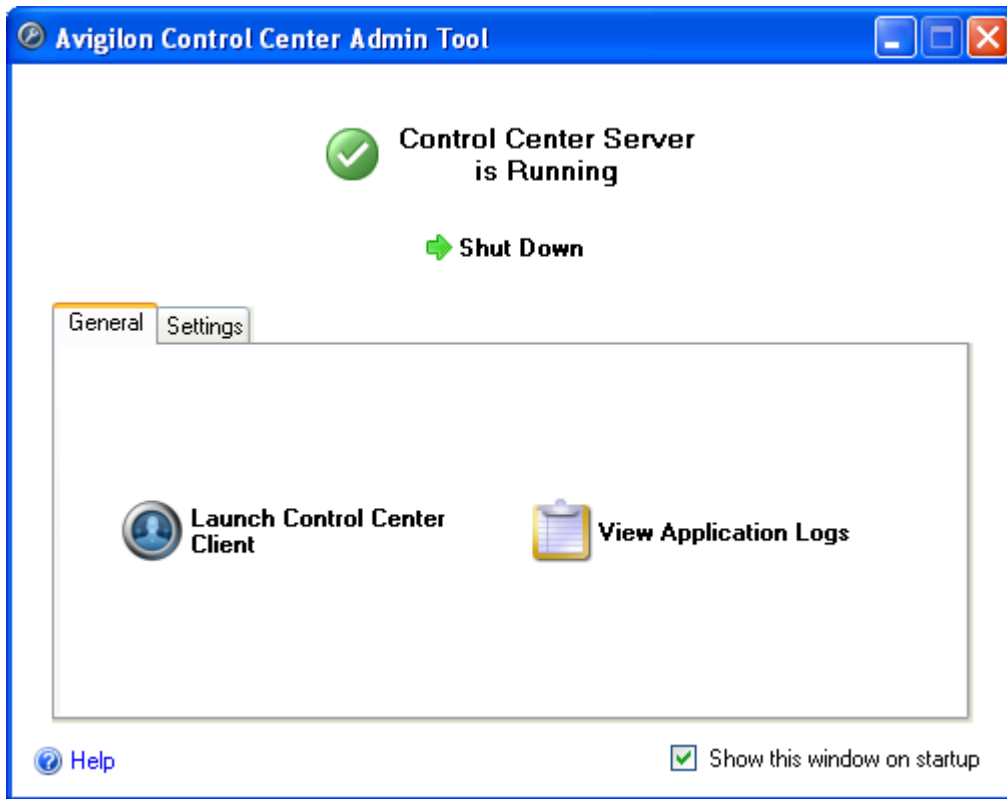 Avigilon Control Center Admin Tool
Control Center Server
is Running
Shut Down
General
Settings
Launch Control Center
Client
View Application Logs
Help
Show this window on startup